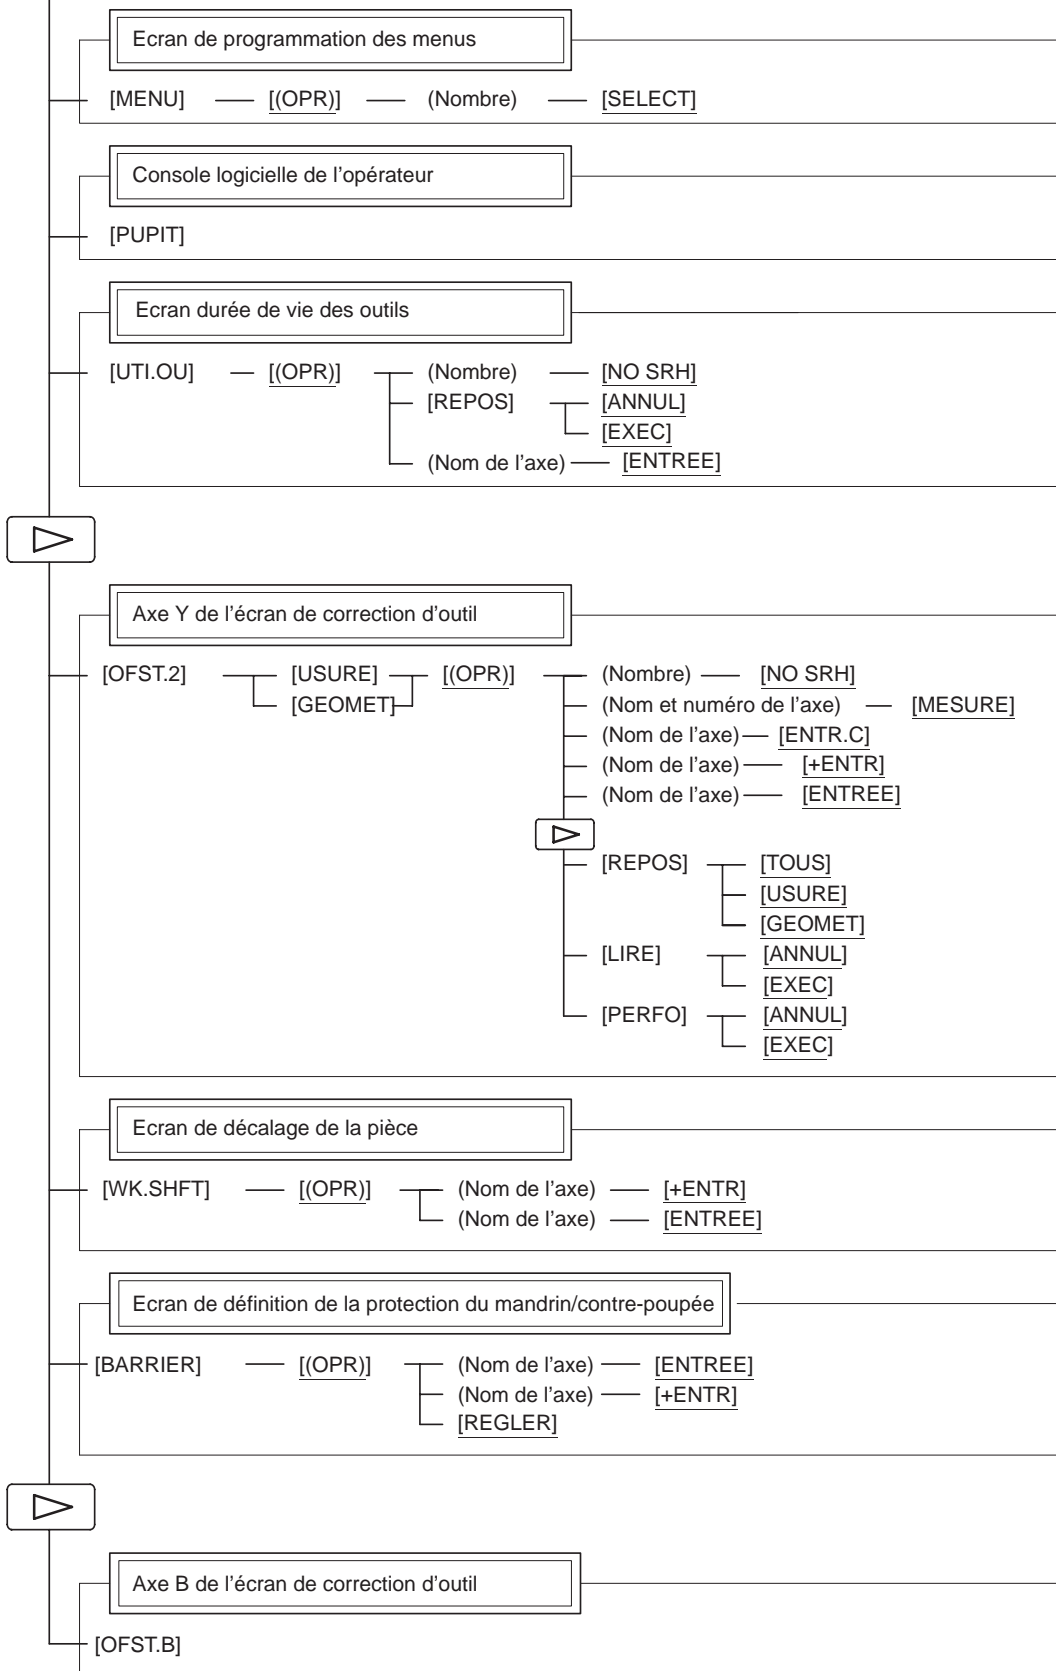 Ecran de programmation des menus
[MENU] [(OPR)] (Nombre) [SELECT]
Console logicielle de l'opérateur
[PUPIT]
Ecran durée de vie des outils
[UTI.OU] [(OPR)] (Nombre) [NO SRH]
[REPOS] [ANNUL]
[EXEC]
(Nom de l'axe) [ENTREE]
Axe Y de l'écran de correction d'outil
[OFST.2] [USURE] [(OPR)] (Nombre) [NO SRH]
[GEOMET] (Nom et numéro de l'axe) [MESURE]
(Nom de l'axe) [ENTR.C]
(Nom de l'axe) [+ENTR]
(Nom de l'axe) [ENTREE]
[REPOS] [TOUS]
[USURE]
[GEOMET]
[LIRE] [ANNUL]
[EXEC]
[PERFO] [ANNUL]
[EXEC]
Ecran de décalage de la pièce
[WK.SHFT] [(OPR)] (Nom de l'axe) [+ENTR]
(Nom de l'axe) [ENTREE]
Ecran de définition de la protection du mandrin/contre-poupée
[BARRIER] [(OPR)] (Nom de l'axe) [ENTREE]
(Nom de l'axe) [+ENTR]
[REGLER]
Axe B de l'écran de correction d'outil
[OFST.B]